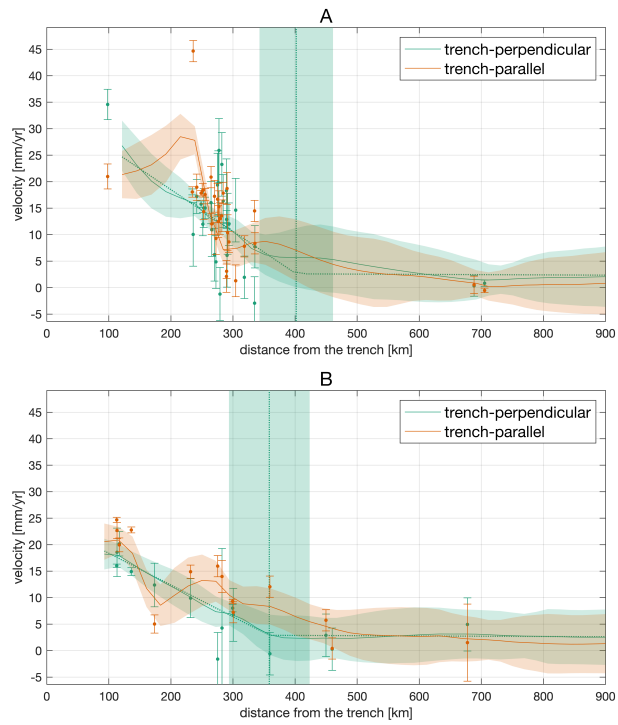 A
velocity [mm/yr]
45
40
35
30
25
20
15
10
5
0
-5
trench-perpendicular
trench-parallel
0 100 200 300 400 500 600 700 800 900
distance from the trench [km]
B
velocity [mm/yr]
45
40
35
30
25
20
15
10
5
0
-5
trench-perpendicular
trench-parallel
0 100 200 300 400 500 600 700 800 900
distance from the trench [km]